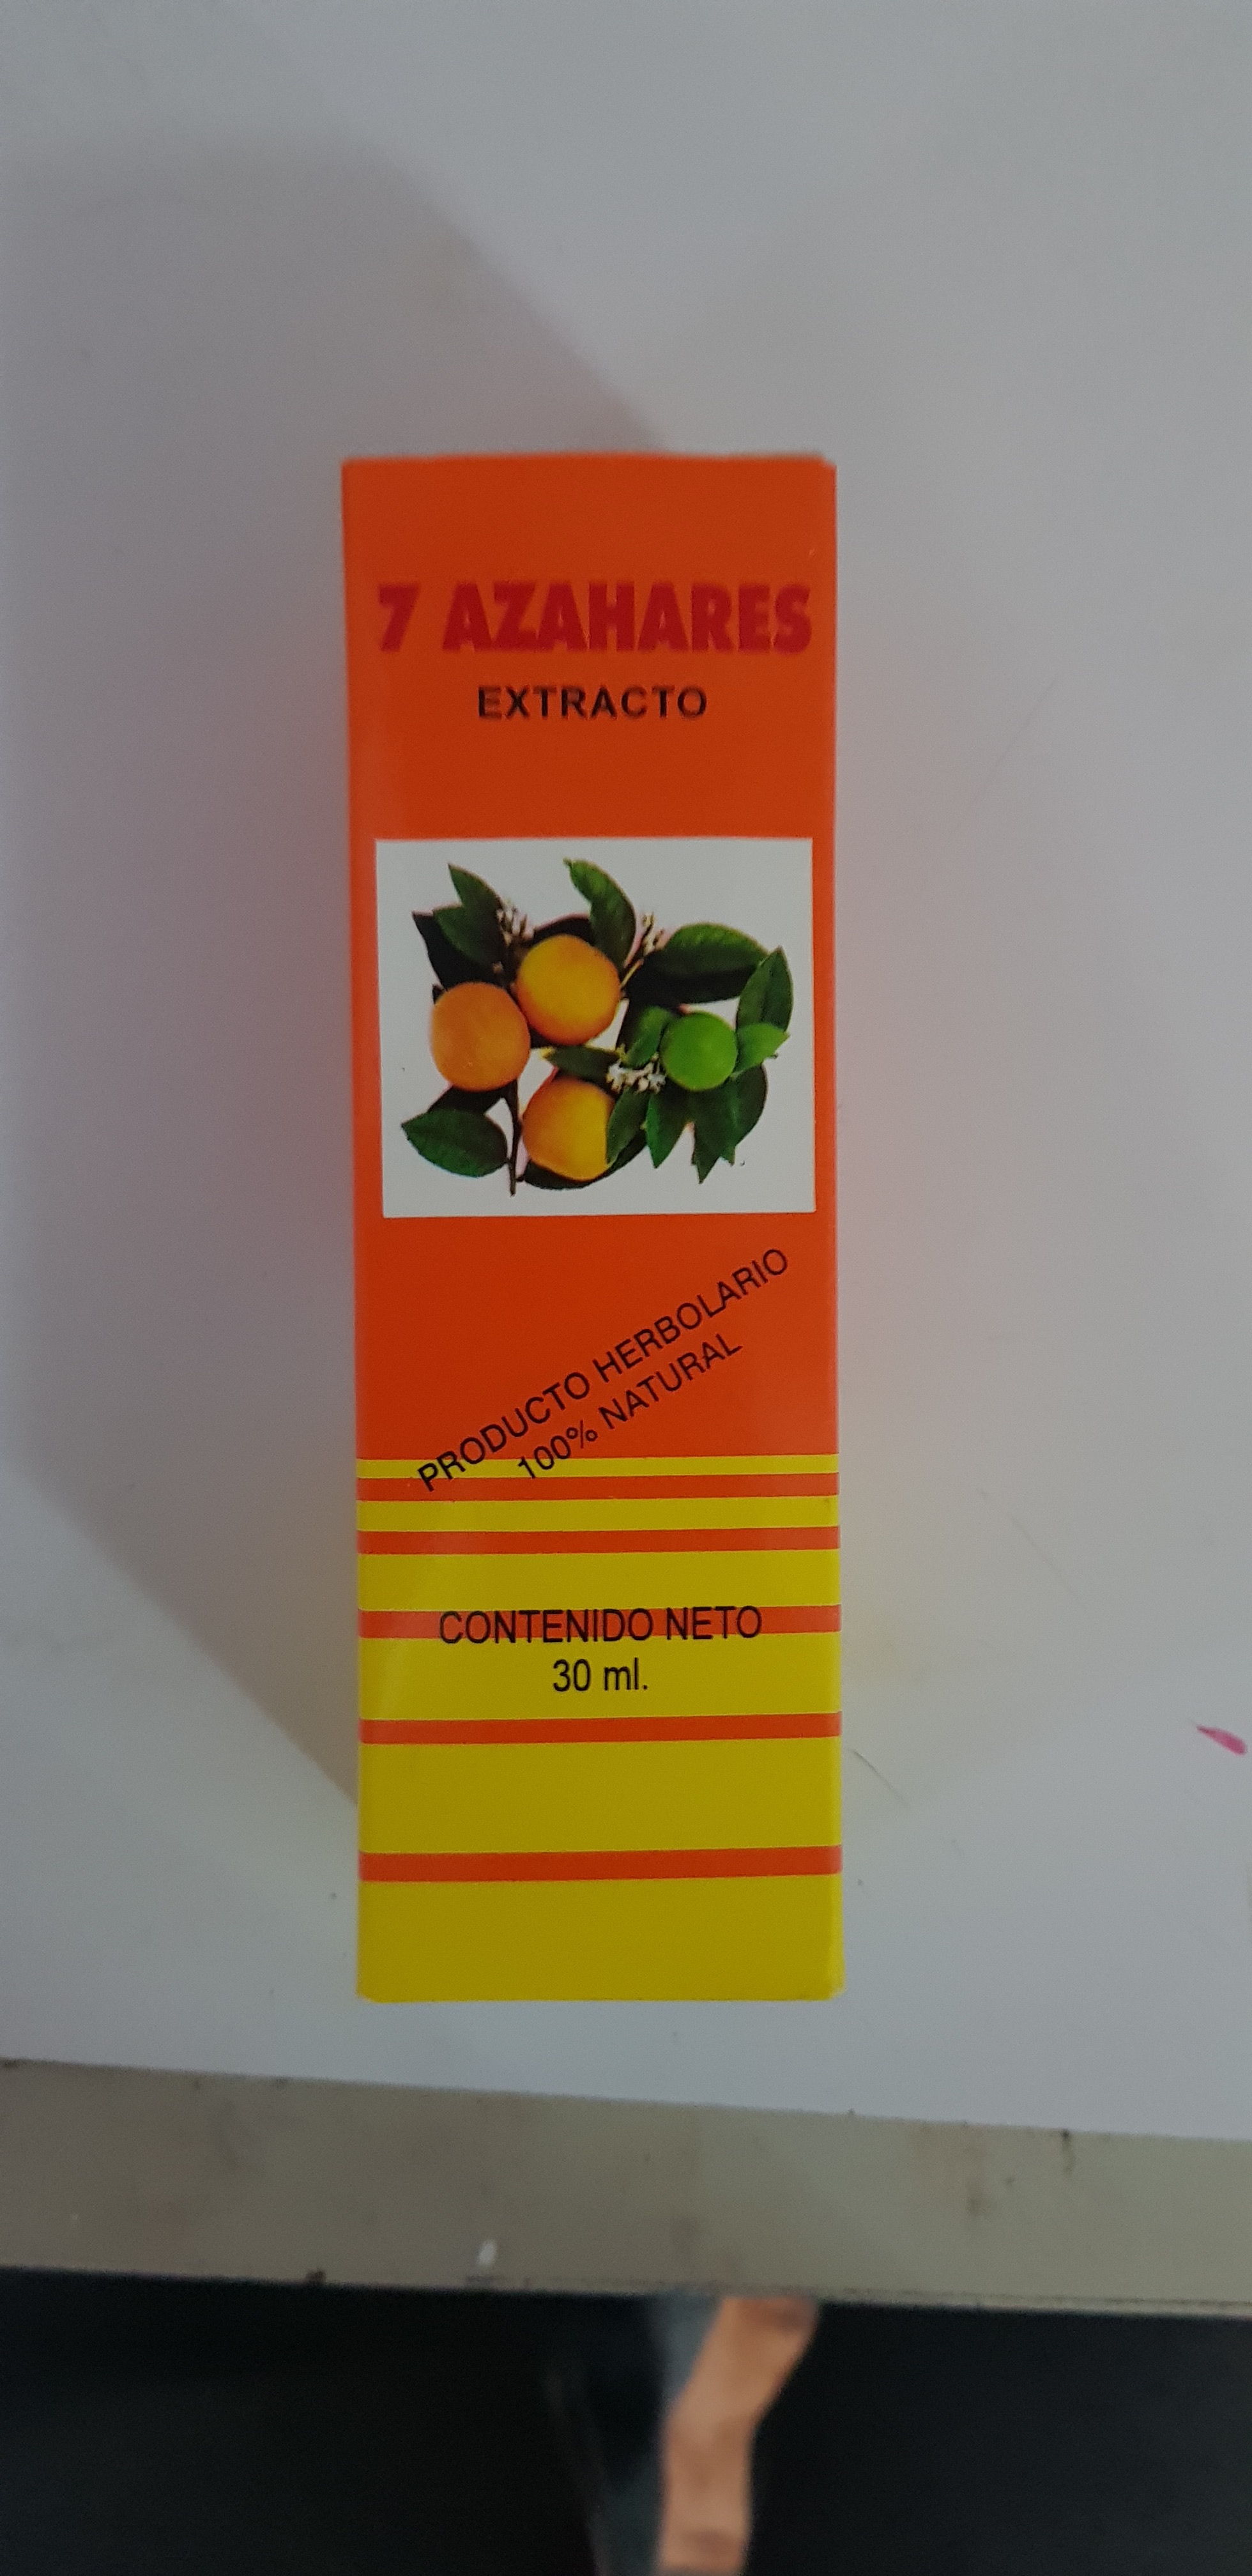 7 AZAHARES
EXTRACTO
PRODUCTO HERBOLARIO
100% NATURAL
CONTENIDO NETO
30 ml.